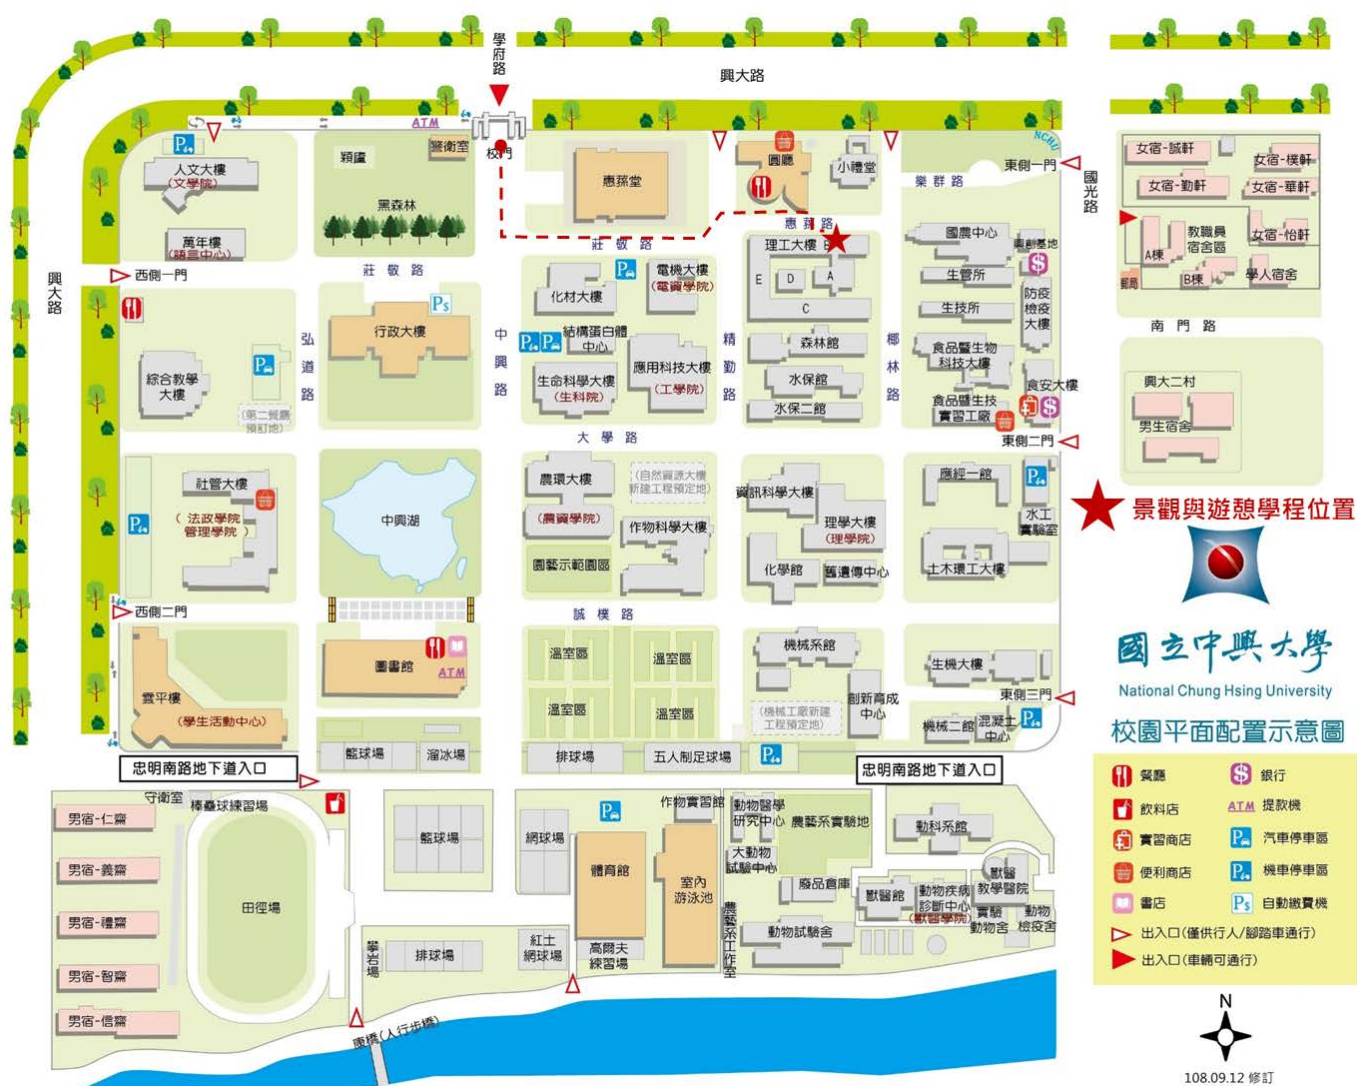 學府路
興大路
ATM
校門
警衛室
穎廬
黑森林
人文大樓
(文學院)
萬年樓
(語言中心)
西側一門
興大路
惠蓀堂
圓廳
小禮堂
樂群路
惠蓀路
莊敬路
莊敬路
東側一門
NCHU
國光路
女宿-誠軒
女宿-樸軒
女宿-勤軒
女宿-華軒
女宿-怡軒
教職員
宿舍區
A棟
B棟
學人宿舍
郵局
南門路
興大二村
男生宿舍
行政大樓
弘道路
中興路
精勤路
椰林路
綜合教學
大樓
(第二餐廳
預訂地)
化材大樓
電機大樓
(電資學院)
結構蛋白體
中心
生命科學大樓
(生科院)
應用科技大樓
(工學院)
理工大樓 B
E
D
A
C
森林館
水保館
水保二館
國農中心
生管所
生技所
防疫
檢疫
大樓
食品暨生物
科技大樓
食安大樓
食品暨生技
實習工廠
東側二門
大學路
社管大樓
(法政學院
管理學院)
中興湖
農環大樓
(農資學院)
(自然資源大樓
新建工程預定地)
作物科學大樓
園藝示範園區
資訊科學大樓
理學大樓
(理學院)
化學館
舊遺傳中心
應經一館
水工
實驗室
土木環工大樓
西側二門
誠樸路
雲平樓
(學生活動中心)
圖書館
ATM
溫室區
溫室區
溫室區
溫室區
機械系館
(機械工廠新建
工程預定地)
創新育成
中心
生機大樓
東側三門
機械二館
混凝土
中心
籃球場
溜冰場
排球場
五人制足球場
忠明南路地下道入口
忠明南路地下道入口
守衛室
棒壘球練習場
男宿-仁齋
男宿-義齋
男宿-禮齋
男宿-智齋
男宿-信齋
田徑場
攀岩場
籃球場
排球場
網球場
紅土
網球場
體育館
高爾夫
練習場
室內
游泳池
作物實習館
動物醫學
研究中心
大動物
試驗中心
農藝系實驗地
廢品倉庫
農藝系工作室
動物試驗舍
動科系館
獸醫館
動物疾病
診斷中心
(獸醫學院)
獸醫
教學醫院
實驗
動物舍
動物
檢疫舍
康橋(人行步橋)
景觀與遊憩學程位置
國立中興大學
National Chung Hsing University
校園平面配置示意圖
餐廳
銀行
飲料店
ATM 提款機
實習商店
汽車停車區
便利商店
機車停車區
書店
Ps 自動繳費機
出入口(僅供行人/腳踏車通行)
出入口(車輛可通行)
N
108.09.12 修訂